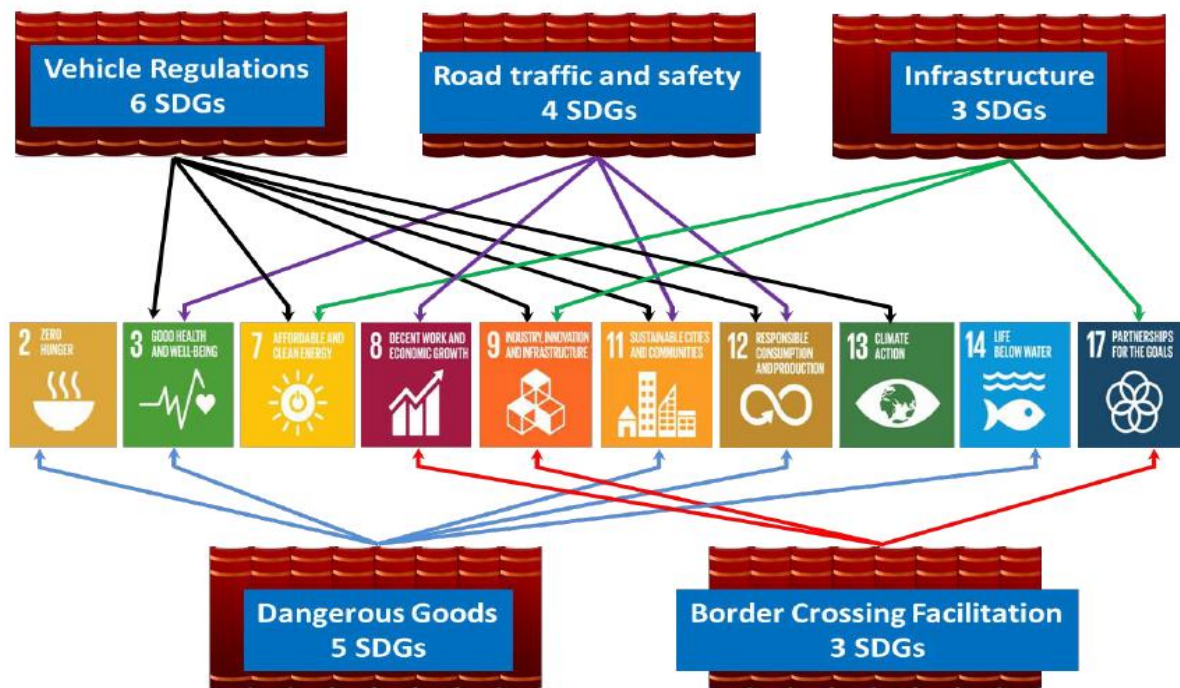 Vehicle Regulations
6 SDGs
Road traffic and safety
4 SDGs
Infrastructure
3 SDGs
2 ZERO
HUNGER
3 GOOD HEALTH
AND WELL-BEING
7 AFFORDABLE AND
CLEAN ENERGY
8 DECENT WORK AND
ECONOMIC GROWTH
9 INDUSTRY, INNOVATION
AND INFRASTRUCTURE
11 SUSTAINABLE CITIES
AND COMMUNITIES
12 RESPONSIBLE
CONSUMPTION
AND PRODUCTION
13 CLIMATE
ACTION
14 LIFE
BELOW WATER
17 PARTNERSHIPS
FOR THE GOALS
Dangerous Goods
5 SDGs
Border Crossing Facilitation
3 SDGs